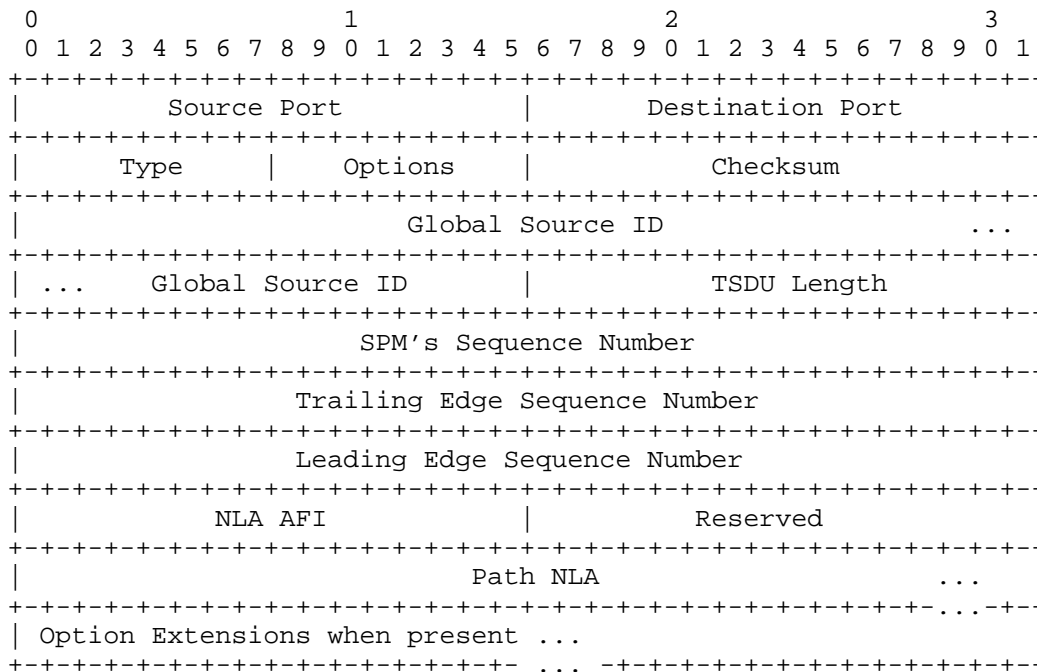 0                   1                   2                   3
 0 1 2 3 4 5 6 7 8 9 0 1 2 3 4 5 6 7 8 9 0 1 2 3 4 5 6 7 8 9 0 1
+-+-+-+-+-+-+-+-+-+-+-+-+-+-+-+-+-+-+-+-+-+-+-+-+-+-+-+-+-+-+-+-
|         Source Port           |       Destination Port
+-+-+-+-+-+-+-+-+-+-+-+-+-+-+-+-+-+-+-+-+-+-+-+-+-+-+-+-+-+-+-+-
|      Type     |    Options    |           Checksum
+-+-+-+-+-+-+-+-+-+-+-+-+-+-+-+-+-+-+-+-+-+-+-+-+-+-+-+-+-+-+-+-
|                        Global Source ID                   ...
+-+-+-+-+-+-+-+-+-+-+-+-+-+-+-+-+-+-+-+-+-+-+-+-+-+-+-+-+-+-+-+-
| ...    Global Source ID       |           TSDU Length
+-+-+-+-+-+-+-+-+-+-+-+-+-+-+-+-+-+-+-+-+-+-+-+-+-+-+-+-+-+-+-+-
|                     SPM's Sequence Number
+-+-+-+-+-+-+-+-+-+-+-+-+-+-+-+-+-+-+-+-+-+-+-+-+-+-+-+-+-+-+-+-
|                 Trailing Edge Sequence Number
+-+-+-+-+-+-+-+-+-+-+-+-+-+-+-+-+-+-+-+-+-+-+-+-+-+-+-+-+-+-+-+-
|                 Leading Edge Sequence Number
+-+-+-+-+-+-+-+-+-+-+-+-+-+-+-+-+-+-+-+-+-+-+-+-+-+-+-+-+-+-+-+-
|            NLA AFI            |          Reserved
+-+-+-+-+-+-+-+-+-+-+-+-+-+-+-+-+-+-+-+-+-+-+-+-+-+-+-+-+-+-+-+-
|                            Path NLA                     ...
+-+-+-+-+-+-+-+-+-+-+-+-+-+-+-+-+-+-+-+-+-+-+-+-+-+-+-+-+-+-...-+-
| Option Extensions when present ...
+-+-+-+-+-+-+-+-+-+-+-+-+-+-+-+- ... -+-+-+-+-+-+-+-+-+-+-+-+-+-